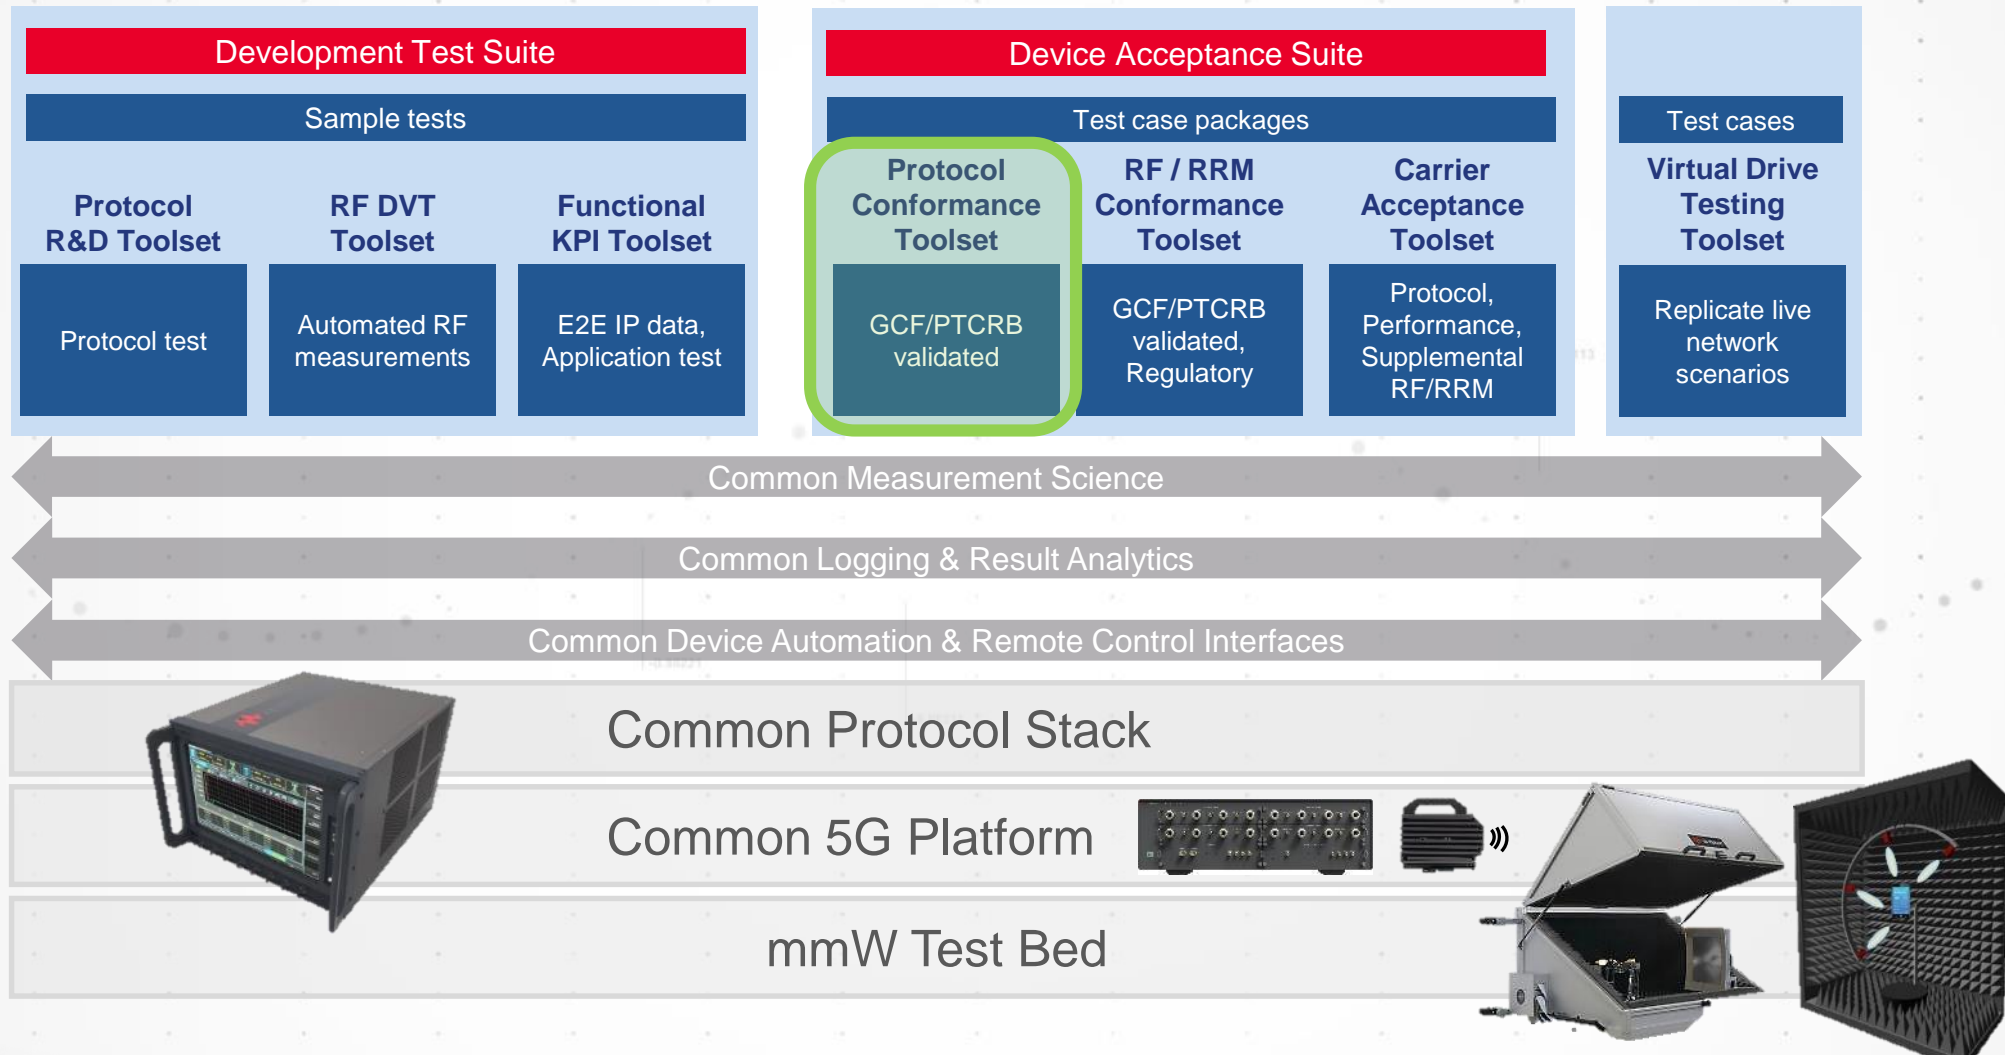 Development Test Suite
Sample tests
Protocol
R&D Toolset
RF DVT
Toolset
Functional
KPI Toolset
Protocol test
Automated RF
measurements
E2E IP data,
Application test
Device Acceptance Suite
Test case packages
Protocol
Conformance
Toolset
RF / RRM
Conformance
Toolset
Carrier
Acceptance
Toolset
GCF/PTCRB
validated
GCF/PTCRB
validated,
Regulatory
Protocol,
Performance,
Supplemental
RF/RRM
Test cases
Virtual Drive
Testing
Toolset
Replicate live
network
scenarios
Common Measurement Science
Common Logging & Result Analytics
Common Device Automation & Remote Control Interfaces
Common Protocol Stack
Common 5G Platform
mmW Test Bed